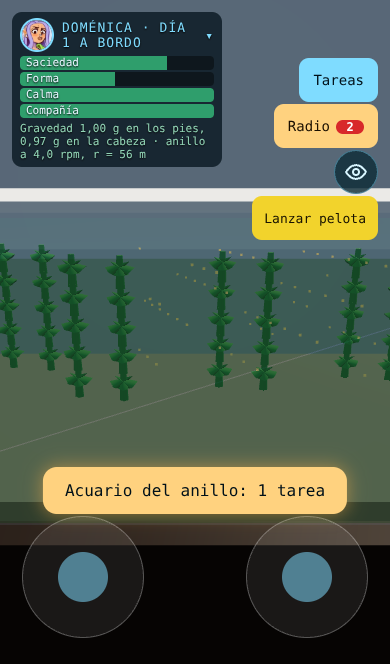 DOMÉNICA · DÍA
1 A BORDO
▾
Saciedad
Forma
Calma
Compañía
Gravedad 1,00 g en los pies,
0,97 g en la cabeza · anillo
a 4,0 rpm, r = 56 m
Tareas
Radio 2
Lanzar pelota
Acuario del anillo: 1 tarea